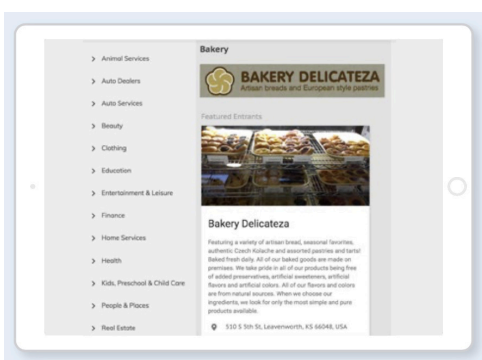 Bakery
Animal Services
Auto Dealers
Auto Services
Beauty
Clothing
Education
Entertainment & Leisure
Finance
Home Services
Health
Kids, Preschool & Child Care
People & Places
Real Estate
BAKERY DELICATEZA
Artisan breads and European style pastries
Featured Entrants
Bakery Delicateza
Featuring a variety of artisan bread, seasonal favorites,
authentic Czech Kolache and assorted pastries and tarts!
Baked fresh daily. All of our baked goods are made on
premises. We take pride in all of our products being free
of added preservatives, artificial sweeteners, artificial
flavors and artificial colors. All of our flavors and colors
are from natural sources. When we choose our
ingredients, we look for only the most simple and pure
products available.
510 S 5th St, Leavenworth, KS 66048, USA